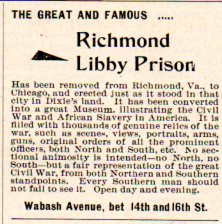 THE GREAT AND FAMOUS .....
Richmond
Libby Prison
Has been removed from Richmond, Va., to
Chicago, and erected just as it stood in that
city in Dixie's land. It has been converted
into a great Museum, illustrating the Civil
War and African Slavery in America. It is
filled with thousands of genuine relics of the
war, such as scenes, views, portraits, arms,
guns, original orders of all the prominent
officers, both North and South, etc. No sec-
tional animosity is intended—no North, no
South—but a fair representation of the great
Civil War, from both Northern and Southern
standpoints. Every Southern man should
not fail to see it. Open day and evening.
Wabash Avenue, bet 14th and 16th St.